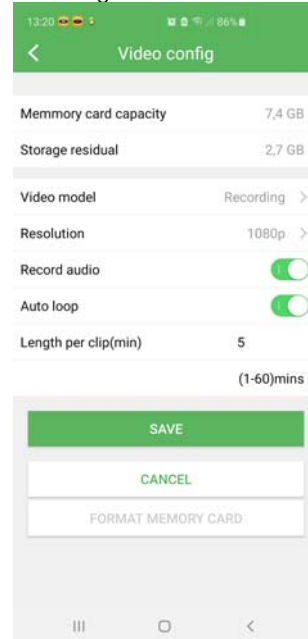 13:20 86%
Video config
Memmory card capacity 7,4 GB
Storage residual 2,7 GB
Video model Recording >
Resolution 1080p >
Record audio
Auto loop
Length per clip(min) 5
(1-60)mins
SAVE
CANCEL
FORMAT MEMORY CARD